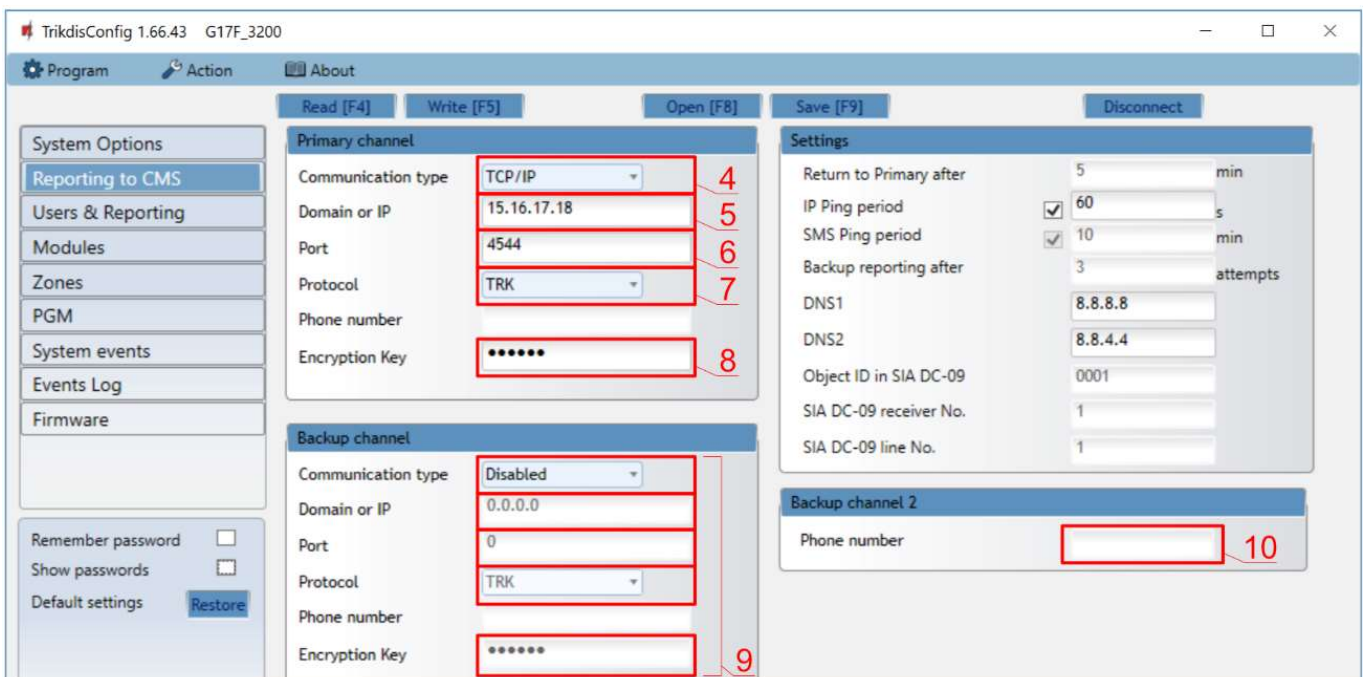 TrikdisConfig 1.66.43 G17F_3200
Program Action About
Read [F4] Write [F5] Open [F8] Save [F9] Disconnect
System Options
Reporting to CMS
Users & Reporting
Modules
Zones
PGM
System events
Events Log
Firmware
Remember password
Show passwords
Default settings Restore
Primary channel
Communication type TCP/IP 4
Domain or IP 15.16.17.18 5
Port 4544 6
Protocol TRK 7
Phone number
Encryption Key •••••• 8
Backup channel
Communication type Disabled
Domain or IP 0.0.0.0
Port 0
Protocol TRK
Phone number
Encryption Key •••••• 9
Settings
Return to Primary after 5 min
IP Ping period 60 s
SMS Ping period 10 min
Backup reporting after 3 attempts
DNS1 8.8.8.8
DNS2 8.8.4.4
Object ID in SIA DC-09 0001
SIA DC-09 receiver No. 1
SIA DC-09 line No. 1
Backup channel 2
Phone number 10